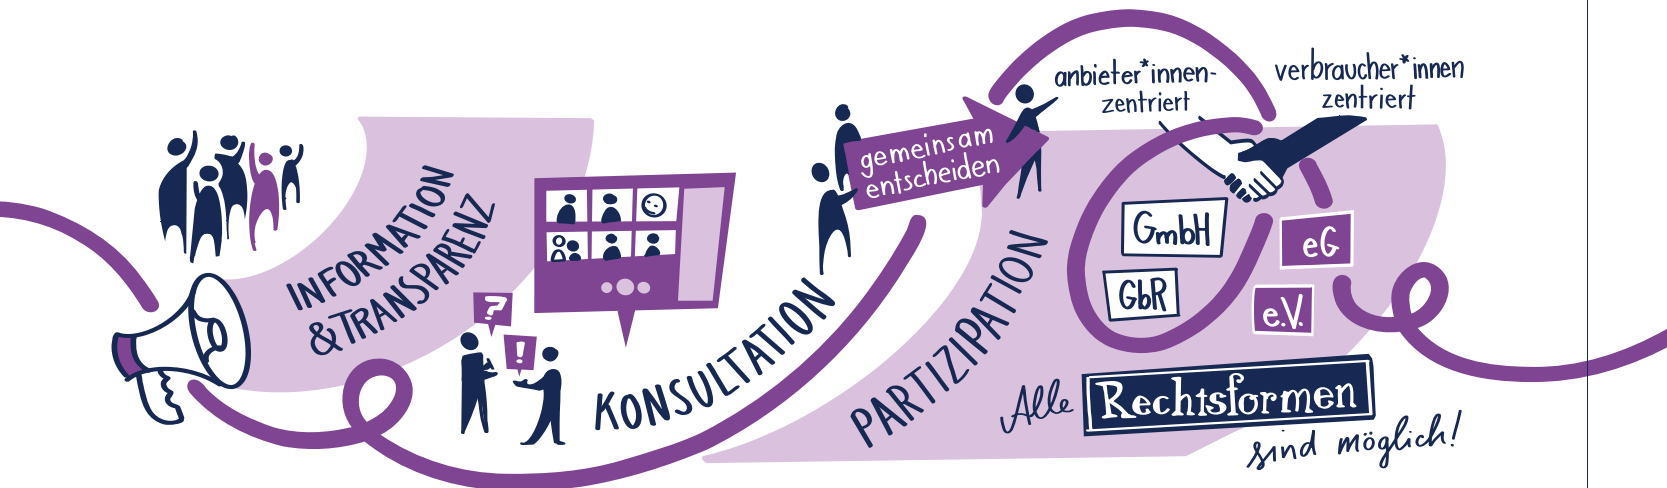 INFORMATION
&TRANSPARENZ
?
!
KONSULTATION
gemeinsam
entscheiden
PARTIZIPATION
anbieter*innen-
zentriert
verbraucher*innen
zentriert
GmbH
GbR
eG
e.V.
Alle
Rechtsformen
sind möglich!